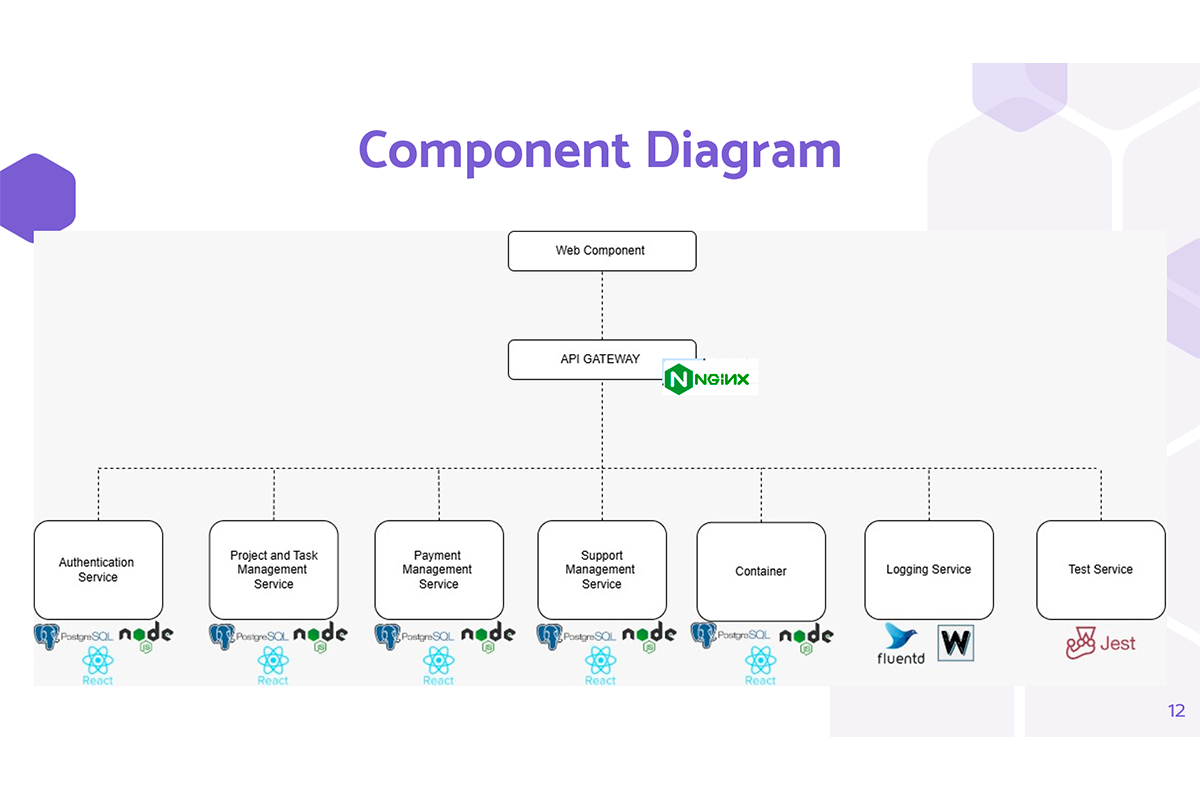 Component Diagram
Web Component
API GATEWAY
NGINX
Authentication
Service
Project and Task
Management
Service
Payment
Management
Service
Support
Management
Service
Container
Logging Service
Test Service
PostgreSQL node
JS
React
PostgreSQL node
JS
React
PostgreSQL node
JS
React
PostgreSQL node
JS
React
PostgreSQL node
JS
React
fluentd
W
Jest
12